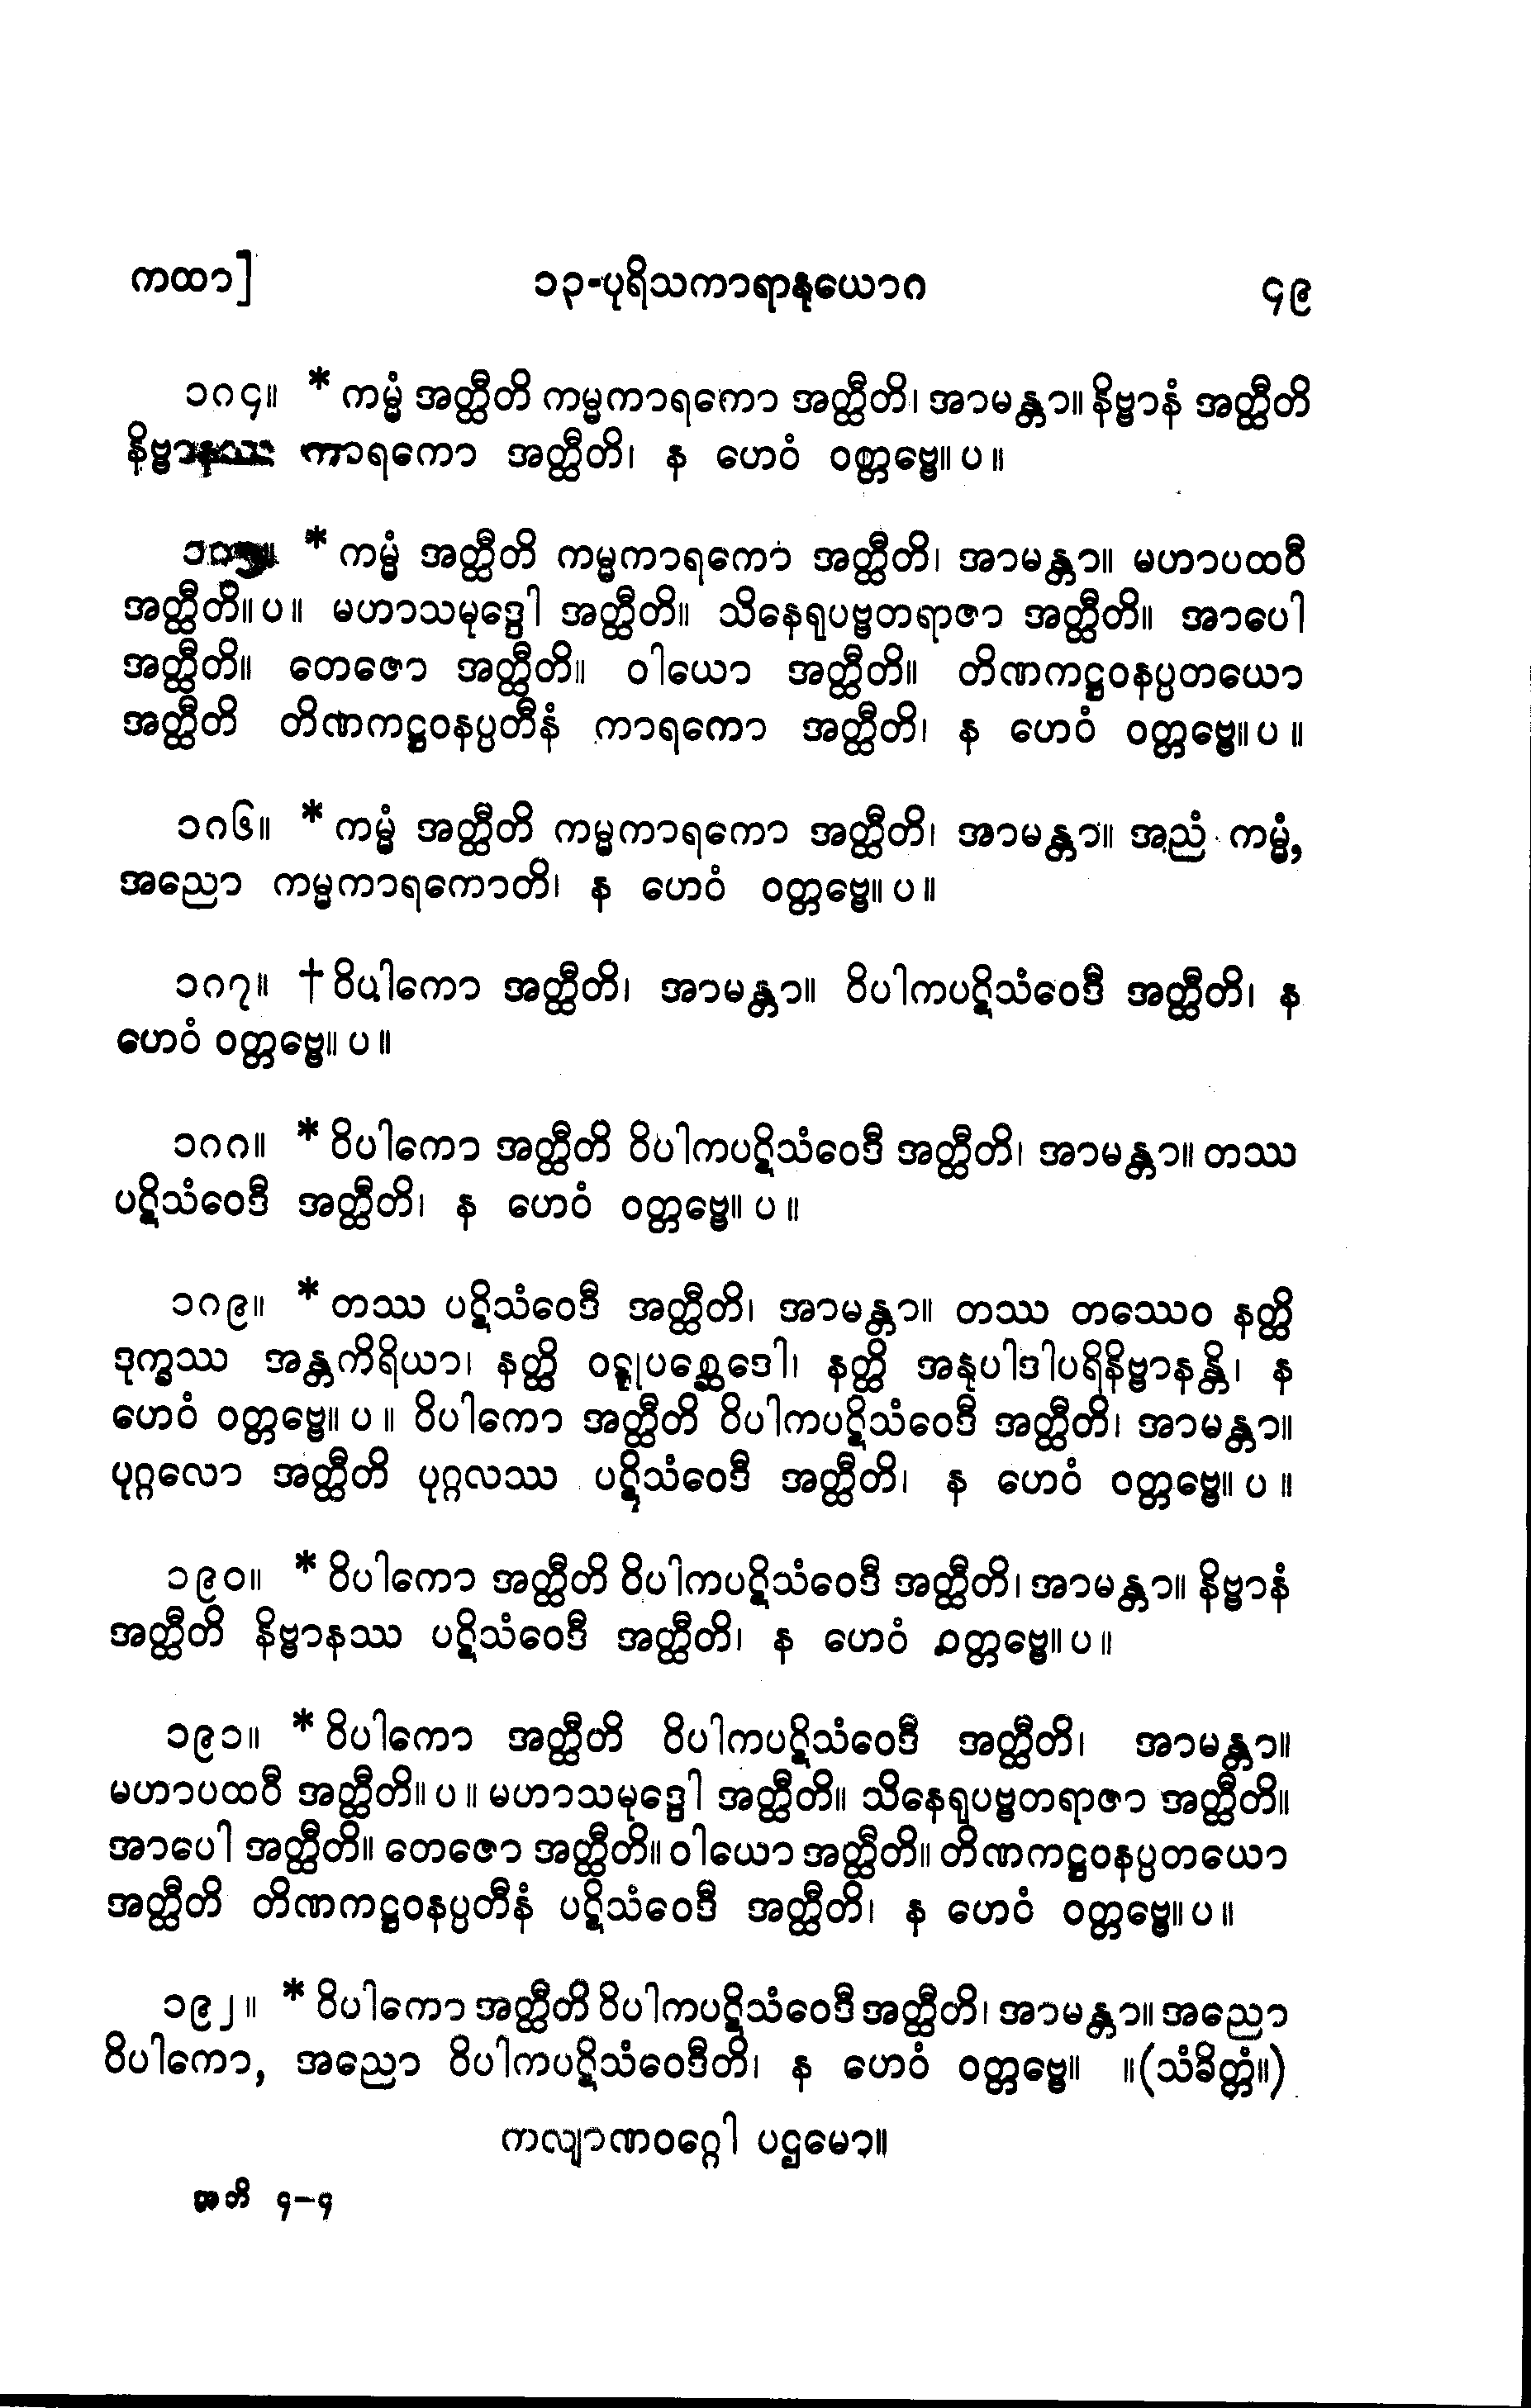 ကထာ] ၁၃-ပုရိသကာရာနုယောဂ ၄၉
၁၈၄။ * ကမ္မံ အတ္ထီတိ ကမ္မကာရကော အတ္ထီတိ၊ အာမန္တာ။ နိဗ္ဗာနံ အတ္ထီတိ
နိဗ္ဗာနဿ ကာရကော အတ္ထီတိ၊ န ဟေဝံ ဝတ္တဗ္ဗေ။ ပ ။
၁၈၅။ * ကမ္မံ အတ္ထီတိ ကမ္မကာရကော အတ္ထီတိ၊ အာမန္တာ။ မဟာပထဝီ
အတ္ထီတိ။ ပ ။ မဟာသမုဒ္ဒေါ အတ္ထီတိ။ သိနေရုပဗ္ဗတရာဇာ အတ္ထီတိ။ အာပေါ
အတ္ထီတိ။ တေဇော အတ္ထီတိ။ ဝါယော အတ္ထီတိ။ တိဏကဋ္ဌဝနပ္ပတယော
အတ္ထီတိ တိဏကဋ္ဌဝနပ္ပတီနံ ကာရကော အတ္ထီတိ၊ န ဟေဝံ ဝတ္တဗ္ဗေ။ ပ ။
၁၈၆။ * ကမ္မံ အတ္ထီတိ ကမ္မကာရကော အတ္ထီတိ၊ အာမန္တာ။ အညံ ကမ္မံ,
အညော ကမ္မကာရကောတိ၊ န ဟေဝံ ဝတ္တဗ္ဗေ။ ပ ။
၁၈၇။ † ဝိပါကော အတ္ထီတိ၊ အာမန္တာ။ ဝိပါကပဋိသံဝေဒီ အတ္ထီတိ၊ န
ဟေဝံ ဝတ္တဗ္ဗေ။ ပ ။
၁၈၈။ * ဝိပါကော အတ္ထီတိ ဝိပါကပဋိသံဝေဒီ အတ္ထီတိ၊ အာမန္တာ။ တဿ
ပဋိသံဝေဒီ အတ္ထီတိ၊ န ဟေဝံ ဝတ္တဗ္ဗေ။ ပ ။
၁၈၉။ * တဿ ပဋိသံဝေဒီ အတ္ထီတိ၊ အာမန္တာ။ တဿ တဿေဝ နတ္ထိ
ဒုက္ခဿ အန္တကိရိယာ၊ နတ္ထိ ဝဋ္ဋုပစ္ဆေဒေါ၊ နတ္ထိ အနုပါဒါပရိနိဗ္ဗာနန္တိ၊ န
ဟေဝံ ဝတ္တဗ္ဗေ။ ပ ။ ဝိပါကော အတ္ထီတိ ဝိပါကပဋိသံဝေဒီ အတ္ထီတိ၊ အာမန္တာ။
ပုဂ္ဂလော အတ္ထီတိ ပုဂ္ဂလဿ ပဋိသံဝေဒီ အတ္ထီတိ၊ န ဟေဝံ ဝတ္တဗ္ဗေ။ ပ ။
၁၉၀။ * ဝိပါကော အတ္ထီတိ ဝိပါကပဋိသံဝေဒီ အတ္ထီတိ၊ အာမန္တာ။ နိဗ္ဗာနံ
အတ္ထီတိ နိဗ္ဗာနဿ ပဋိသံဝေဒီ အတ္ထီတိ၊ န ဟေဝံ ဝတ္တဗ္ဗေ။ ပ ။
၁၉၁။ * ဝိပါကော အတ္ထီတိ ဝိပါကပဋိသံဝေဒီ အတ္ထီတိ၊ အာမန္တာ။
မဟာပထဝီ အတ္ထီတိ။ ပ ။ မဟာသမုဒ္ဒေါ အတ္ထီတိ။ သိနေရုပဗ္ဗတရာဇာ အတ္ထီတိ။
အာပေါ အတ္ထီတိ။ တေဇော အတ္ထီတိ။ ဝါယော အတ္ထီတိ။ တိဏကဋ္ဌဝနပ္ပတယော
အတ္ထီတိ တိဏကဋ္ဌဝနပ္ပတီနံ ပဋိသံဝေဒီ အတ္ထီတိ၊ န ဟေဝံ ဝတ္တဗ္ဗေ။ ပ ။
၁၉၂။ * ဝိပါကော အတ္ထီတိ ဝိပါကပဋိသံဝေဒီ အတ္ထီတိ၊ အာမန္တာ။ အညော
ဝိပါကော, အညော ဝိပါကပဋိသံဝေဒီတိ၊ န ဟေဝံ ဝတ္တဗ္ဗေ။ ။(သံခိတ္တံ။)
ကလျာဏဝဂ္ဂေါ ပဌမော။
အဘိ ၄-၄